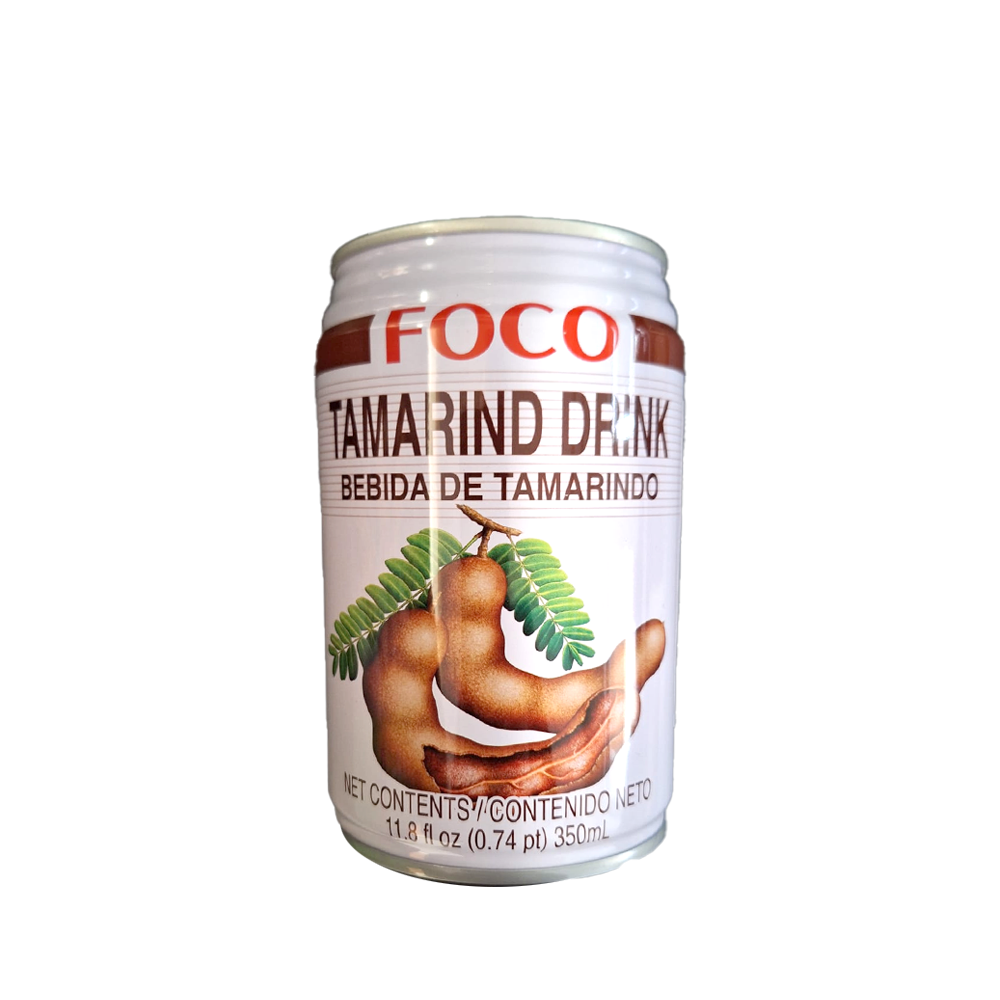 FOCO
TAMARIND DRINK
BEBIDA DE TAMARINDO
NET CONTENTS / CONTENIDO NETO
11.8 fl oz (0.74 pt) 350mL